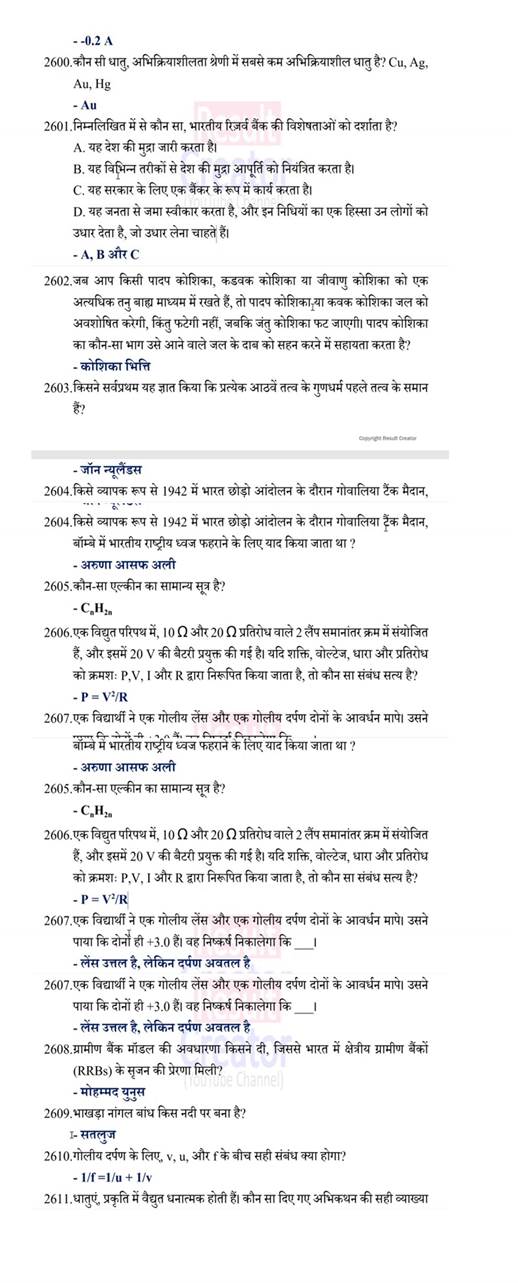 - -0.2 A
2600.कौन सी धातु, अभिक्रियाशीलता श्रेणी में सबसे कम अभिक्रियाशील धातु है? Cu, Ag,
Au, Hg
- Au
2601.निम्नलिखित में से कौन सा, भारतीय रिज़र्व बैंक की विशेषताओं को दर्शाता है?
A. यह देश की मुद्रा जारी करता है।
B. यह विभिन्न तरीकों से देश की मुद्रा आपूर्ति को नियंत्रित करता है।
C. यह सरकार के लिए एक बैंकर के रूप में कार्य करता है।
D. यह जनता से जमा स्वीकार करता है, और इन निधियों का एक हिस्सा उन लोगों को
उधार देता है, जो उधार लेना चाहते हैं।
- A, B और C
2602.जब आप किसी पादप कोशिका, कडवक कोशिका या जीवाणु कोशिका को एक
अत्यधिक तनु बाह्य माध्यम में रखते हैं, तो पादप कोशिका,या कवक कोशिका जल को
अवशोषित करेगी, किंतु फटेगी नहीं, जबकि जंतु कोशिका फट जाएगी। पादप कोशिका
का कौन-सा भाग उसे आने वाले जल के दाब को सहन करने में सहायता करता है?
- कोशिका भित्ति
2603.किसने सर्वप्रथम यह ज्ञात किया कि प्रत्येक आठवें तत्व के गुणधर्म पहले तत्व के समान
हैं?
Copyright Result Creator
- जॉन न्यूलैंडस
2604.किसे व्यापक रूप से 1942 में भारत छोड़ो आंदोलन के दौरान गोवालिया टैंक मैदान,
2604.किसे व्यापक रूप से 1942 में भारत छोड़ो आंदोलन के दौरान गोवालिया ट्रैंक मैदान,
बॉम्बे में भारतीय राष्ट्रीय ध्वज फहराने के लिए याद किया जाता था ?
- अरुणा आसफ अली
2605.कौन-सा एल्कीन का सामान्य सूत्र है?
- CₙH₂ₙ
2606.एक विद्युत परिपथ में, 10 Ω और 20 Ω प्रतिरोध वाले 2 लैंप समानांतर क्रम में संयोजित
हैं, और इसमें 20 V की बैटरी प्रयुक्त की गई है। यदि शक्ति, वोल्टेज, धारा और प्रतिरोध
को क्रमशः P,V, I और R द्वारा निरूपित किया जाता है, तो कौन सा संबंध सत्य है?
- P = V²/R
2607.एक विद्यार्थी ने एक गोलीय लेंस और एक गोलीय दर्पण दोनों के आवर्धन मापे। उसने
बॉम्बे में भारतीय राष्ट्रीय ध्वज फहराने के लिए याद किया जाता था ?
- अरुणा आसफ अली
2605.कौन-सा एल्कीन का सामान्य सूत्र है?
- CₙH₂ₙ
2606.एक विद्युत परिपथ में, 10 Ω और 20 Ω प्रतिरोध वाले 2 लैंप समानांतर क्रम में संयोजित
हैं, और इसमें 20 V की बैटरी प्रयुक्त की गई है। यदि शक्ति, वोल्टेज, धारा और प्रतिरोध
को क्रमशः P,V, I और R द्वारा निरूपित किया जाता है, तो कौन सा संबंध सत्य है?
- P = V²/R
2607.एक विद्यार्थी ने एक गोलीय लेंस और एक गोलीय दर्पण दोनों के आवर्धन मापे। उसने
पाया कि दोनों ही +3.0 हैं। वह निष्कर्ष निकालेगा कि ___।
- लेंस उत्तल है, लेकिन दर्पण अवतल है
2607.एक विद्यार्थी ने एक गोलीय लेंस और एक गोलीय दर्पण दोनों के आवर्धन मापे। उसने
पाया कि दोनों ही +3.0 हैं। वह निष्कर्ष निकालेगा कि ___।
- लेंस उत्तल है, लेकिन दर्पण अवतल है
2608.ग्रामीण बैंक मॉडल की अवधारणा किसने दी, जिससे भारत में क्षेत्रीय ग्रामीण बैंकों
(RRBs) के सृजन की प्रेरणा मिली?
(YouTube Channel)
- मोहम्मद युनुस
2609.भाखड़ा नांगल बांध किस नदी पर बना है?
- सतलुज
2610.गोलीय दर्पण के लिए, v, u, और f के बीच सही संबंध क्या होगा?
- 1/f =1/u + 1/v
2611.धातुएं, प्रकृति में वैद्युत धनात्मक होती हैं। कौन सा दिए गए अभिकथन की सही व्याख्या